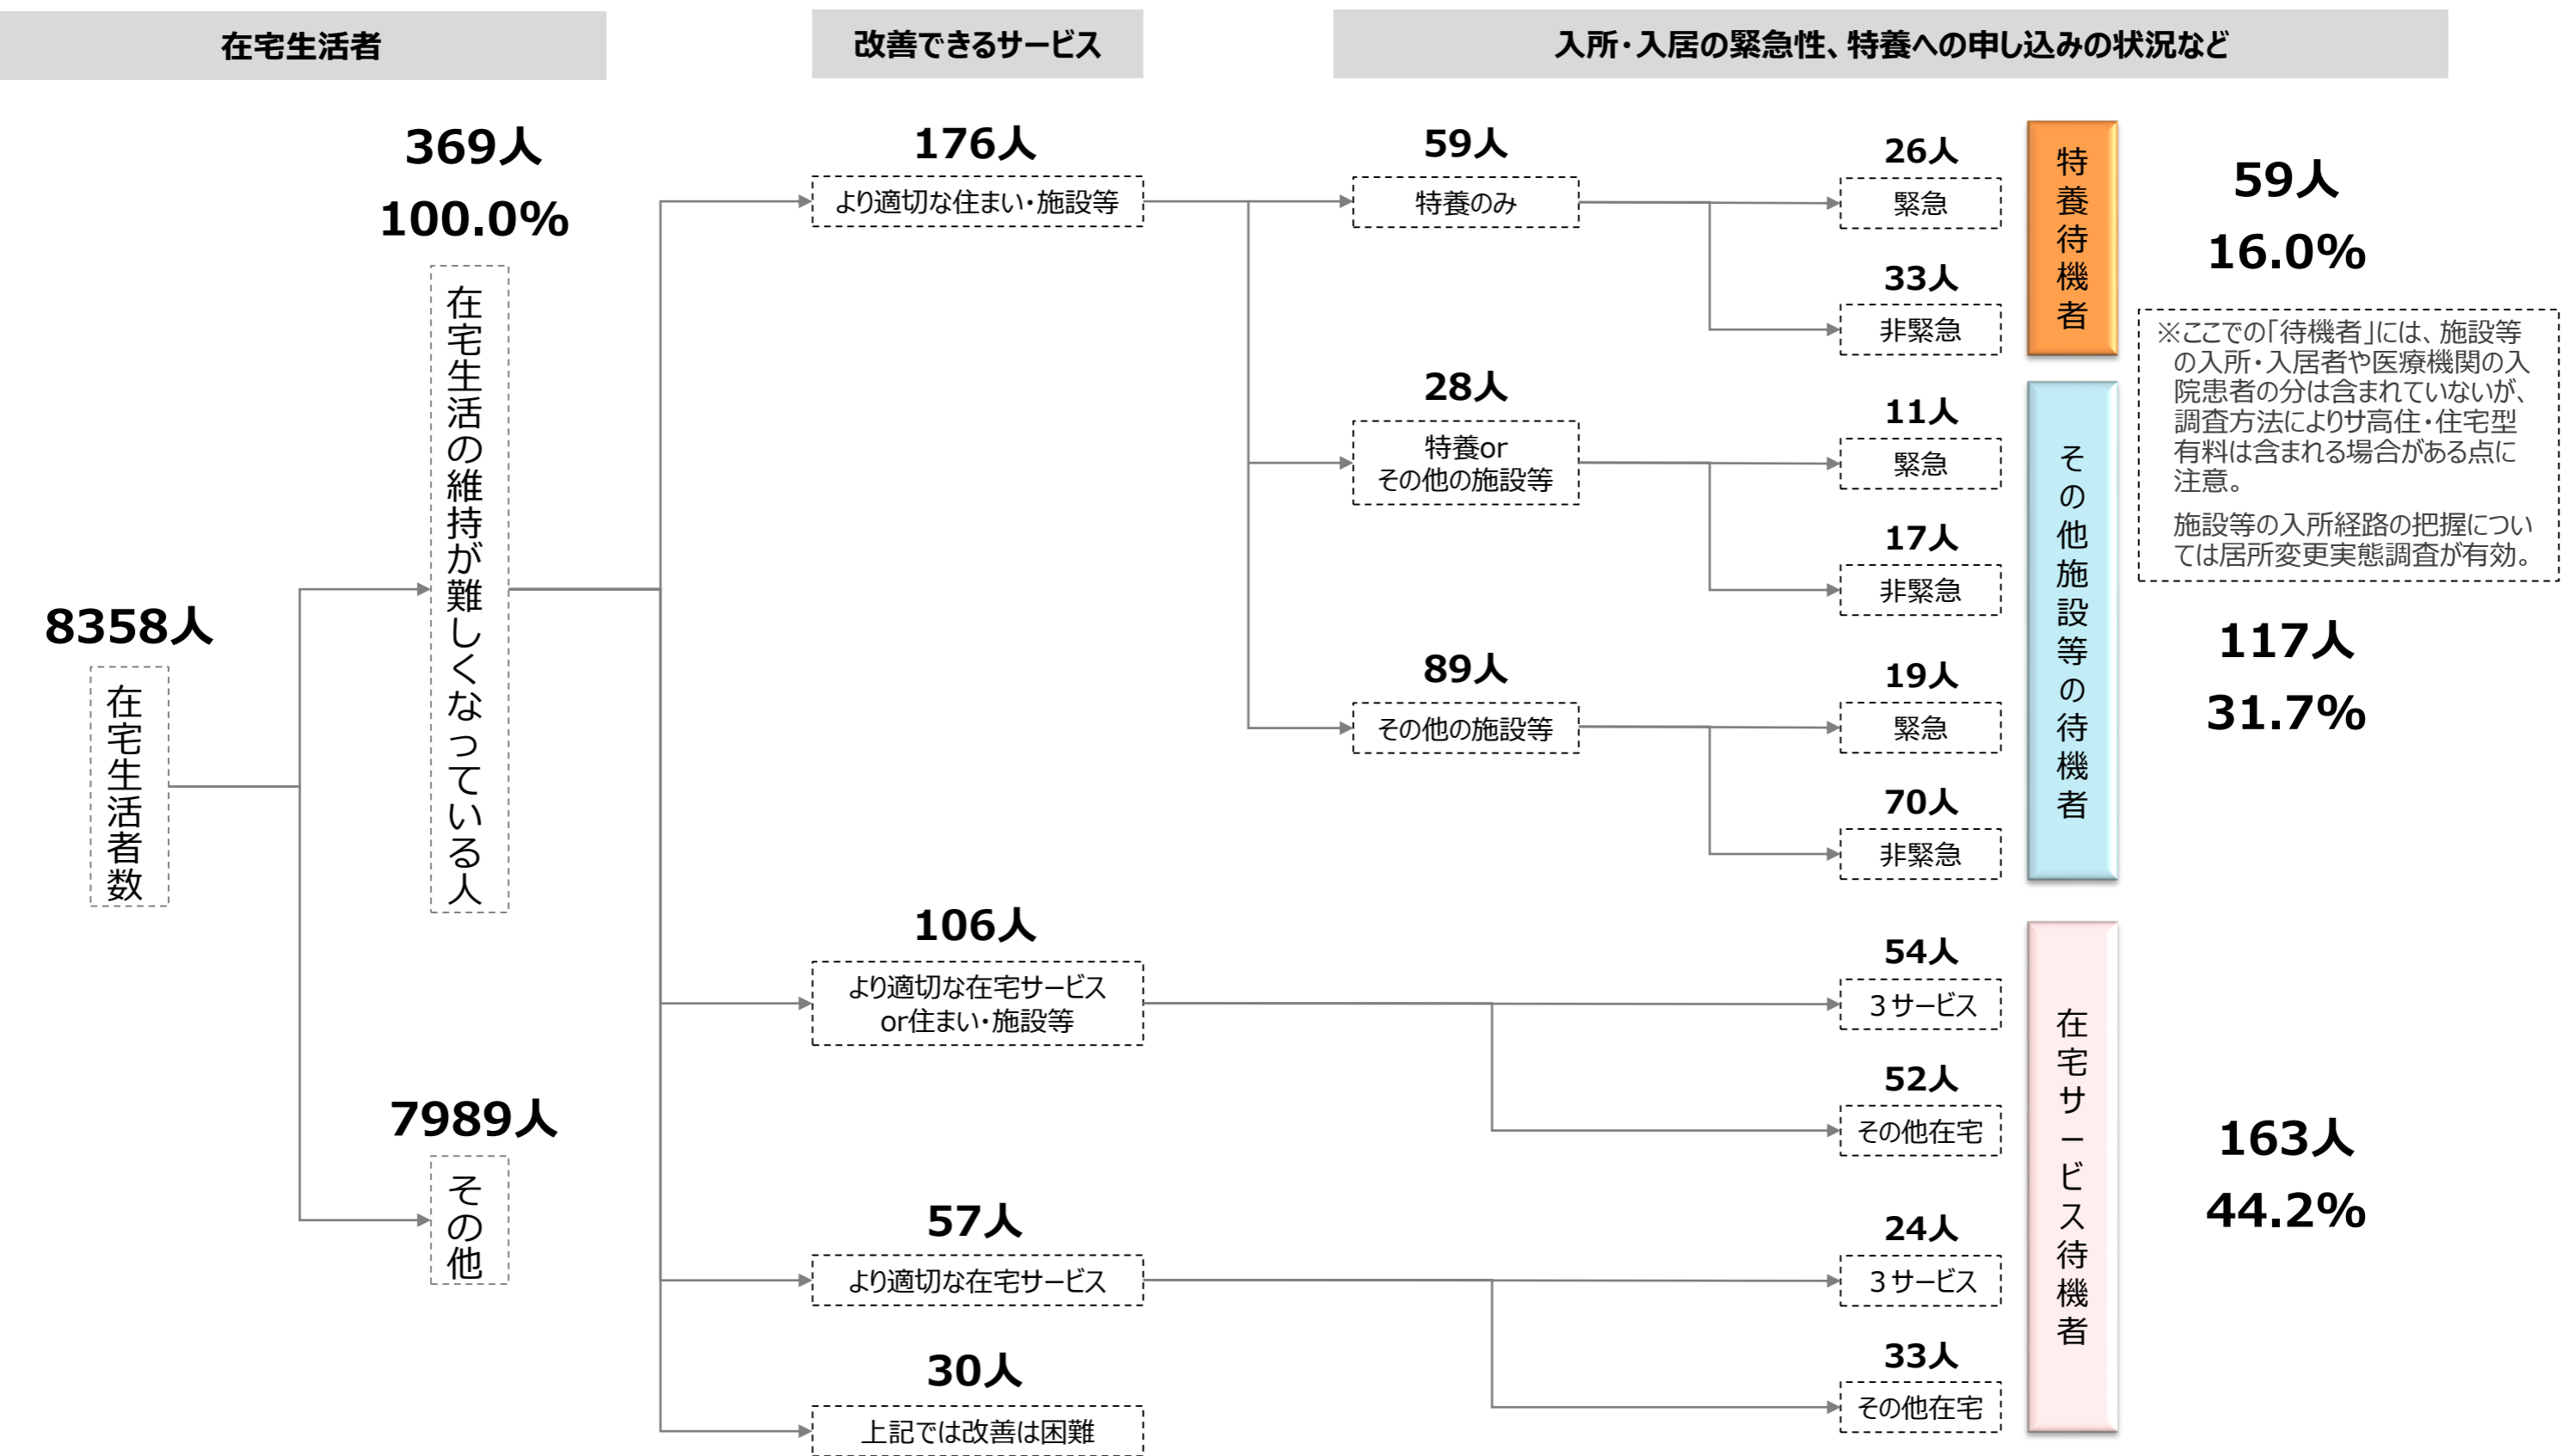 在宅生活者
改善できるサービス
入所・入居の緊急性、特養への申し込みの状況など
8358人
在宅生活者数
369人
100.0%
在宅生活の維持が難しくなっている人
7989人
その他
176人
より適切な住まい・施設等
106人
より適切な在宅サービス
or住まい・施設等
57人
より適切な在宅サービス
30人
上記では改善は困難
59人
特養のみ
28人
特養or
その他の施設等
89人
その他の施設等
26人
緊急
33人
非緊急
11人
緊急
17人
非緊急
19人
緊急
70人
非緊急
54人
3サービス
52人
その他在宅
24人
3サービス
33人
その他在宅
特養待機者
59人
16.0%
※ここでの「待機者」には、施設等
の入所・入居者や医療機関の入
院患者の分は含まれていないが、
調査方法によりサ高住・住宅型
有料は含まれる場合がある点に
注意。
施設等の入所経路の把握につい
ては居所変更実態調査が有効。
その他施設等の待機者
117人
31.7%
在宅サービス待機者
163人
44.2%